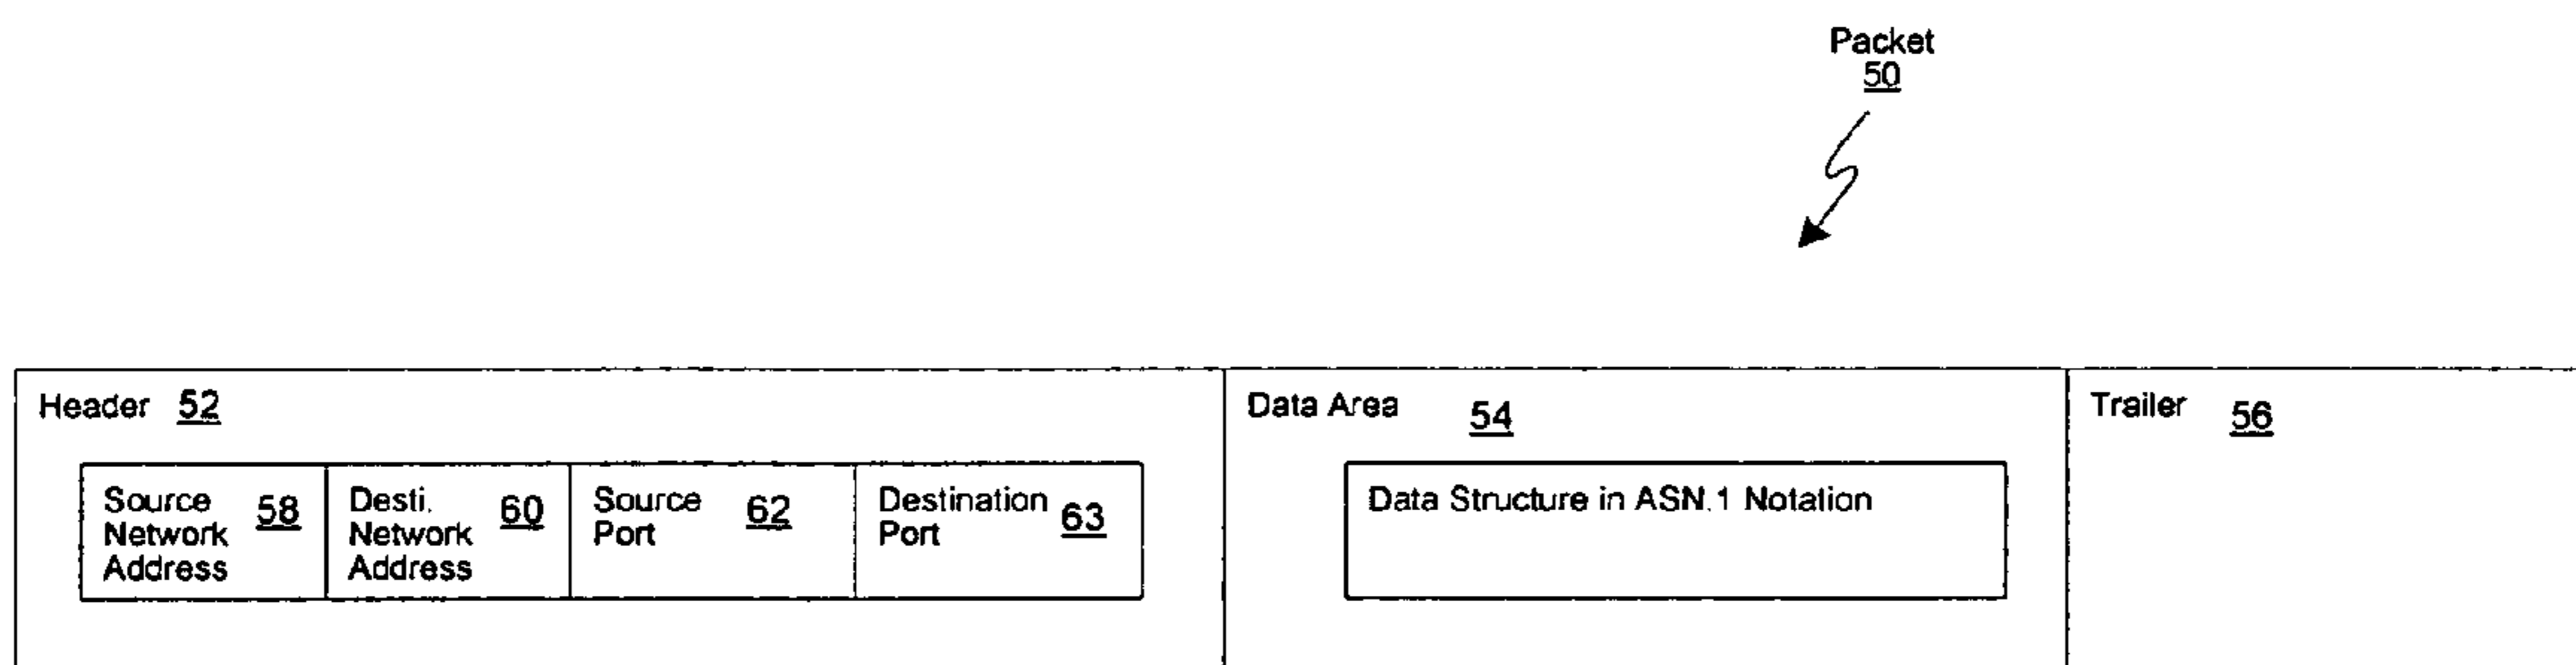 Packet
50
Header 52
Data Area 54
Trailer 56
Source Network Address 58
Desti. Network Address 60
Source Port 62
Destination Port 63
Data Structure in ASN.1 Notation